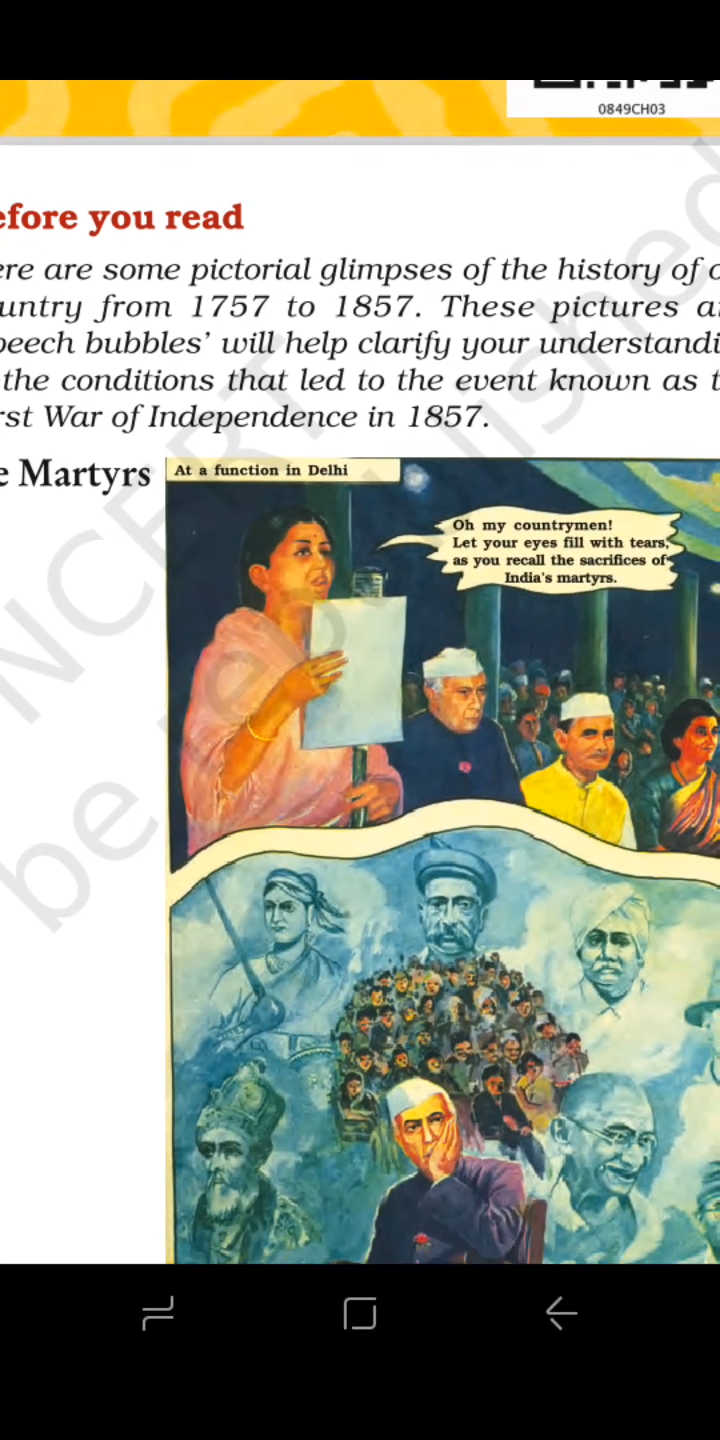 0849CH03
efore you read
ere are some pictorial glimpses of the history of o
untry from 1757 to 1857. These pictures a
peech bubbles' will help clarify your understandi
the conditions that led to the event known as t
rst War of Independence in 1857.
e Martyrs
At a function in Delhi
Oh my countrymen!
Let your eyes fill with tears,
as you recall the sacrifices of
India's martyrs.
NCERT
be republished